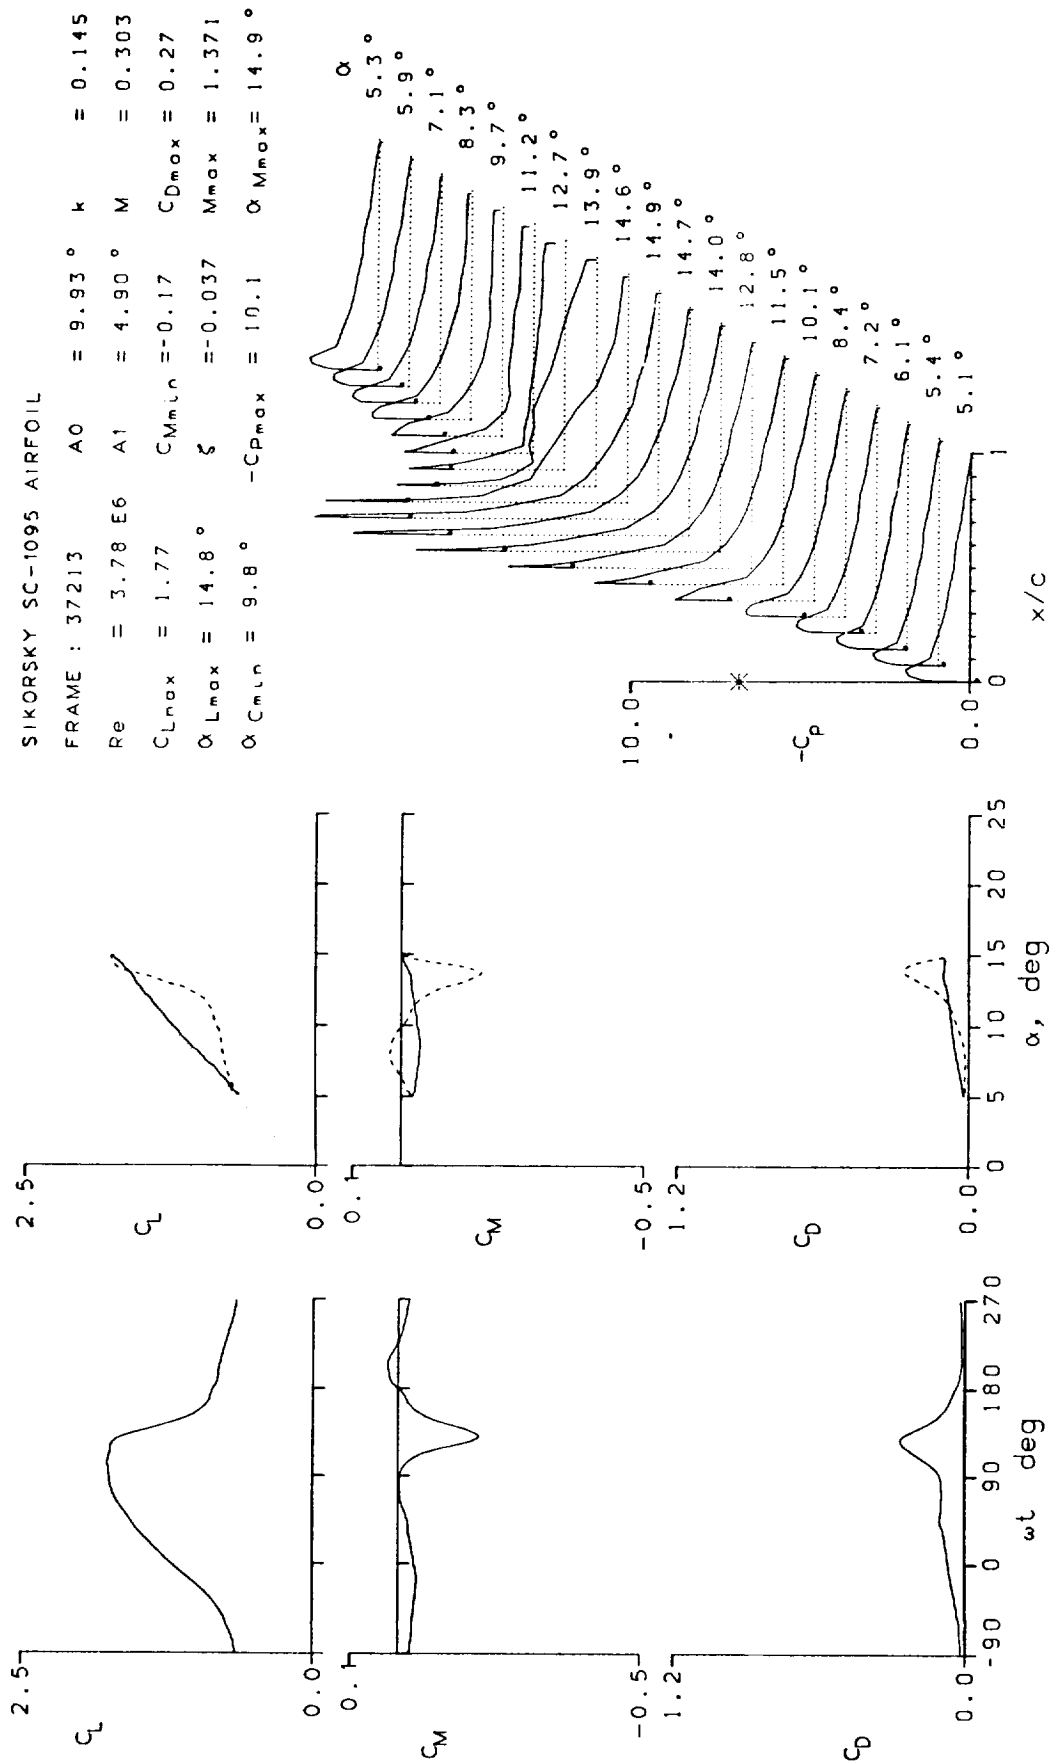 SIKORSKY SC-1095 AIRFOIL
FRAME : 37213 A0 = 9.93° k = 0.145
Re = 3.78 E6 A1 = 4.90° M = 0.303
CLmax = 1.77 CMmin =-0.17 CDmax = 0.27
αLmax = 14.8° ζ =-0.037 Mmax = 1.371
αCmin = 9.8° -CPmax = 10.1 αMmax= 14.9°
2.5
CL
0.0
0.1
CM
-0.5
1.2
CD
0.0
-90 0 90 180 270
ωt deg
2.5
CL
0.0
0.1
CM
-0.5
1.2
CD
0.0
0 5 10 15 20 25
α, deg
α
5.3°
5.9°
7.1°
8.3°
9.7°
11.2°
12.7°
13.9°
14.6°
14.9°
14.7°
14.0°
12.8°
11.5°
10.1°
8.4°
7.2°
6.1°
5.4°
5.1°
10.0
-Cp
0.0
0 1
x/c